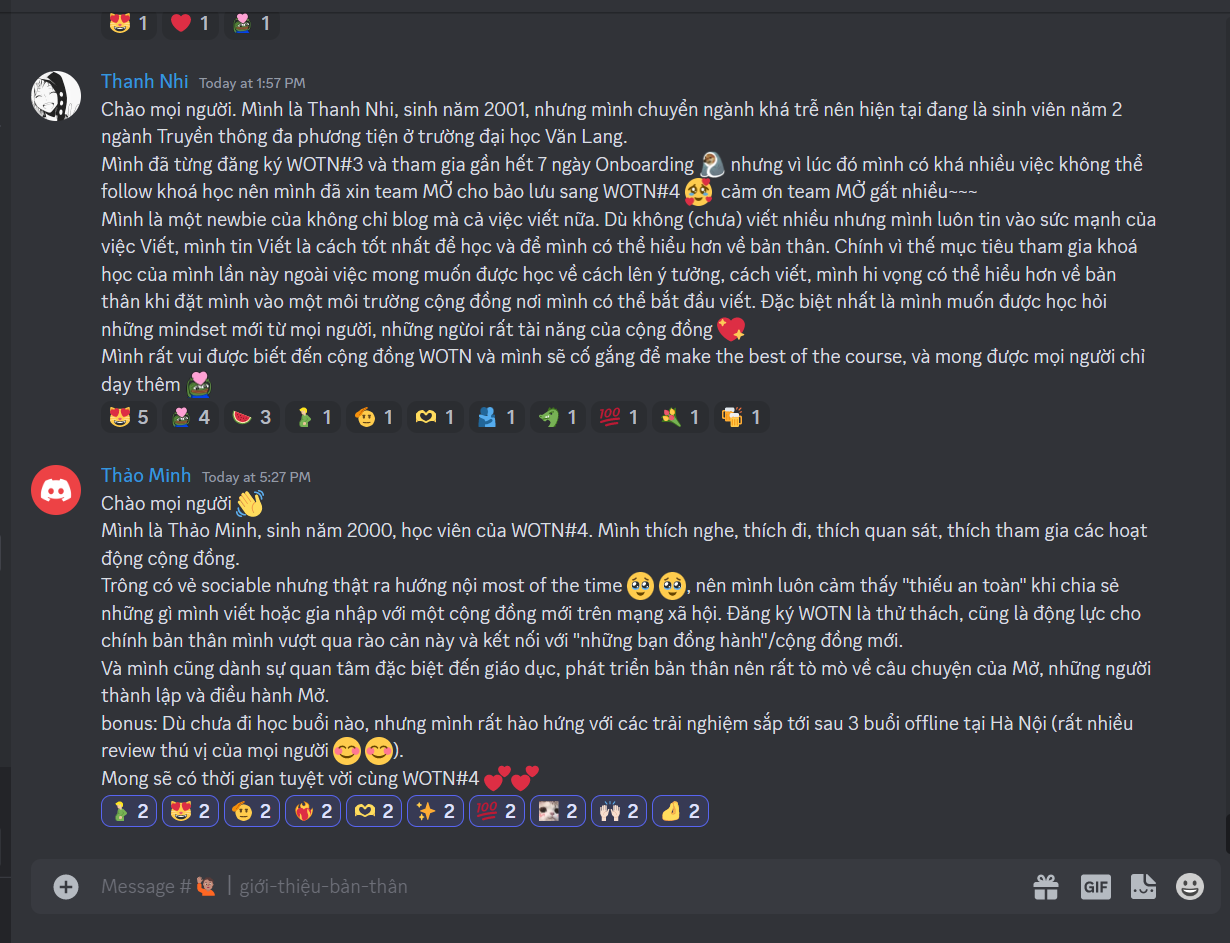 1 1 1
Thanh Nhi Today at 1:57 PM
Chào mọi người. Mình là Thanh Nhi, sinh năm 2001, nhưng mình chuyển ngành khá trễ nên hiện tại đang là sinh viên năm 2
ngành Truyền thông đa phương tiện ở trường đại học Văn Lang.
Mình đã từng đăng ký WOTN#3 và tham gia gần hết 7 ngày Onboarding nhưng vì lúc đó mình có khá nhiều việc không thể
follow khoá học nên mình đã xin team MỞ cho bảo lưu sang WOTN#4 cảm ơn team MỞ gất nhiều~~~
Mình là một newbie của không chỉ blog mà cả việc viết nữa. Dù không (chưa) viết nhiều nhưng mình luôn tin vào sức mạnh của
việc Viết, mình tin Viết là cách tốt nhất để học và để mình có thể hiểu hơn về bản thân. Chính vì thế mục tiêu tham gia khoá
học của mình lần này ngoài việc mong muốn được học về cách lên ý tưởng, cách viết, mình hi vọng có thể hiểu hơn về bản
thân khi đặt mình vào một môi trường cộng đồng nơi mình có thể bắt đầu viết. Đặc biệt nhất là mình muốn được học hỏi
những mindset mới từ mọi người, những ngừoi rất tài năng của cộng đồng
Mình rất vui được biết đến cộng đồng WOTN và mình sẽ cố gắng để make the best of the course, và mong được mọi người chỉ
dạy thêm
5 4 3 1 1 1 1 1 100 1 1 1
Thảo Minh Today at 5:27 PM
Chào mọi người
Mình là Thảo Minh, sinh năm 2000, học viên của WOTN#4. Mình thích nghe, thích đi, thích quan sát, thích tham gia các hoạt
động cộng đồng.
Trông có vẻ sociable nhưng thật ra hướng nội most of the time , nên mình luôn cảm thấy "thiếu an toàn" khi chia sẻ
những gì mình viết hoặc gia nhập với một cộng đồng mới trên mạng xã hội. Đăng ký WOTN là thử thách, cũng là động lực cho
chính bản thân mình vượt qua rào cản này và kết nối với "những bạn đồng hành"/cộng đồng mới.
Và mình cũng dành sự quan tâm đặc biệt đến giáo dục, phát triển bản thân nên rất tò mò về câu chuyện của Mở, những người
thành lập và điều hành Mở.
bonus: Dù chưa đi học buổi nào, nhưng mình rất hào hứng với các trải nghiệm sắp tới sau 3 buổi offline tại Hà Nội (rất nhiều
review thú vị của mọi người ).
Mong sẽ có thời gian tuyệt vời cùng WOTN#4
2 2 2 2 2 2 100 2 2 2 2
Message # | giới-thiệu-bản-thân
GIF